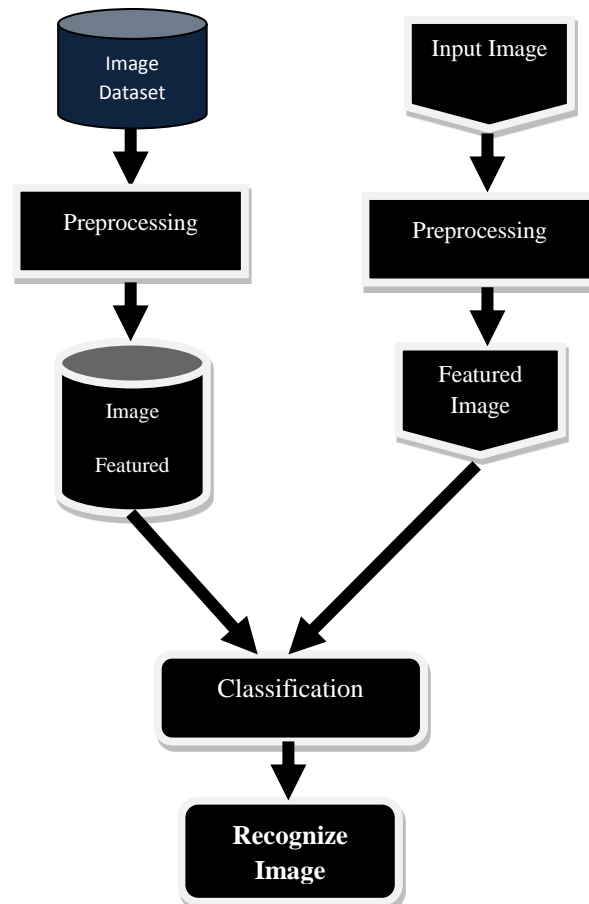 Image
Dataset
Preprocessing
Image
Featured
Input Image
Preprocessing
Featured
Image
Classification
Recognize
Image